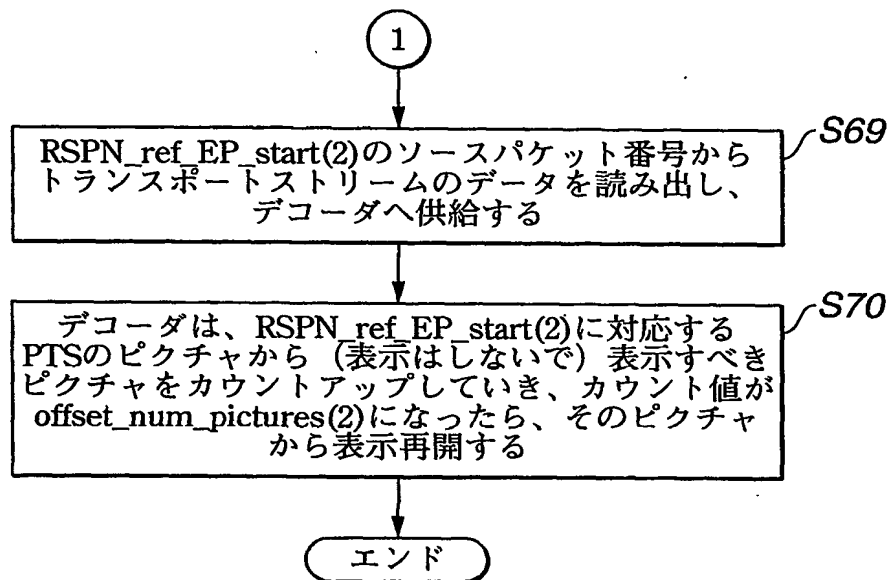 1
S69
RSPN_ref_EP_start(2)のソースパケット番号から
トランスポートストリームのデータを読み出し、
デコーダへ供給する
S70
デコーダは、RSPN_ref_EP_start(2)に対応する
PTSのピクチャから（表示はしないで）表示すべき
ピクチャをカウントアップしていき、カウント値が
offset_num_pictures(2)になったら、そのピクチャ
から表示再開する
エンド